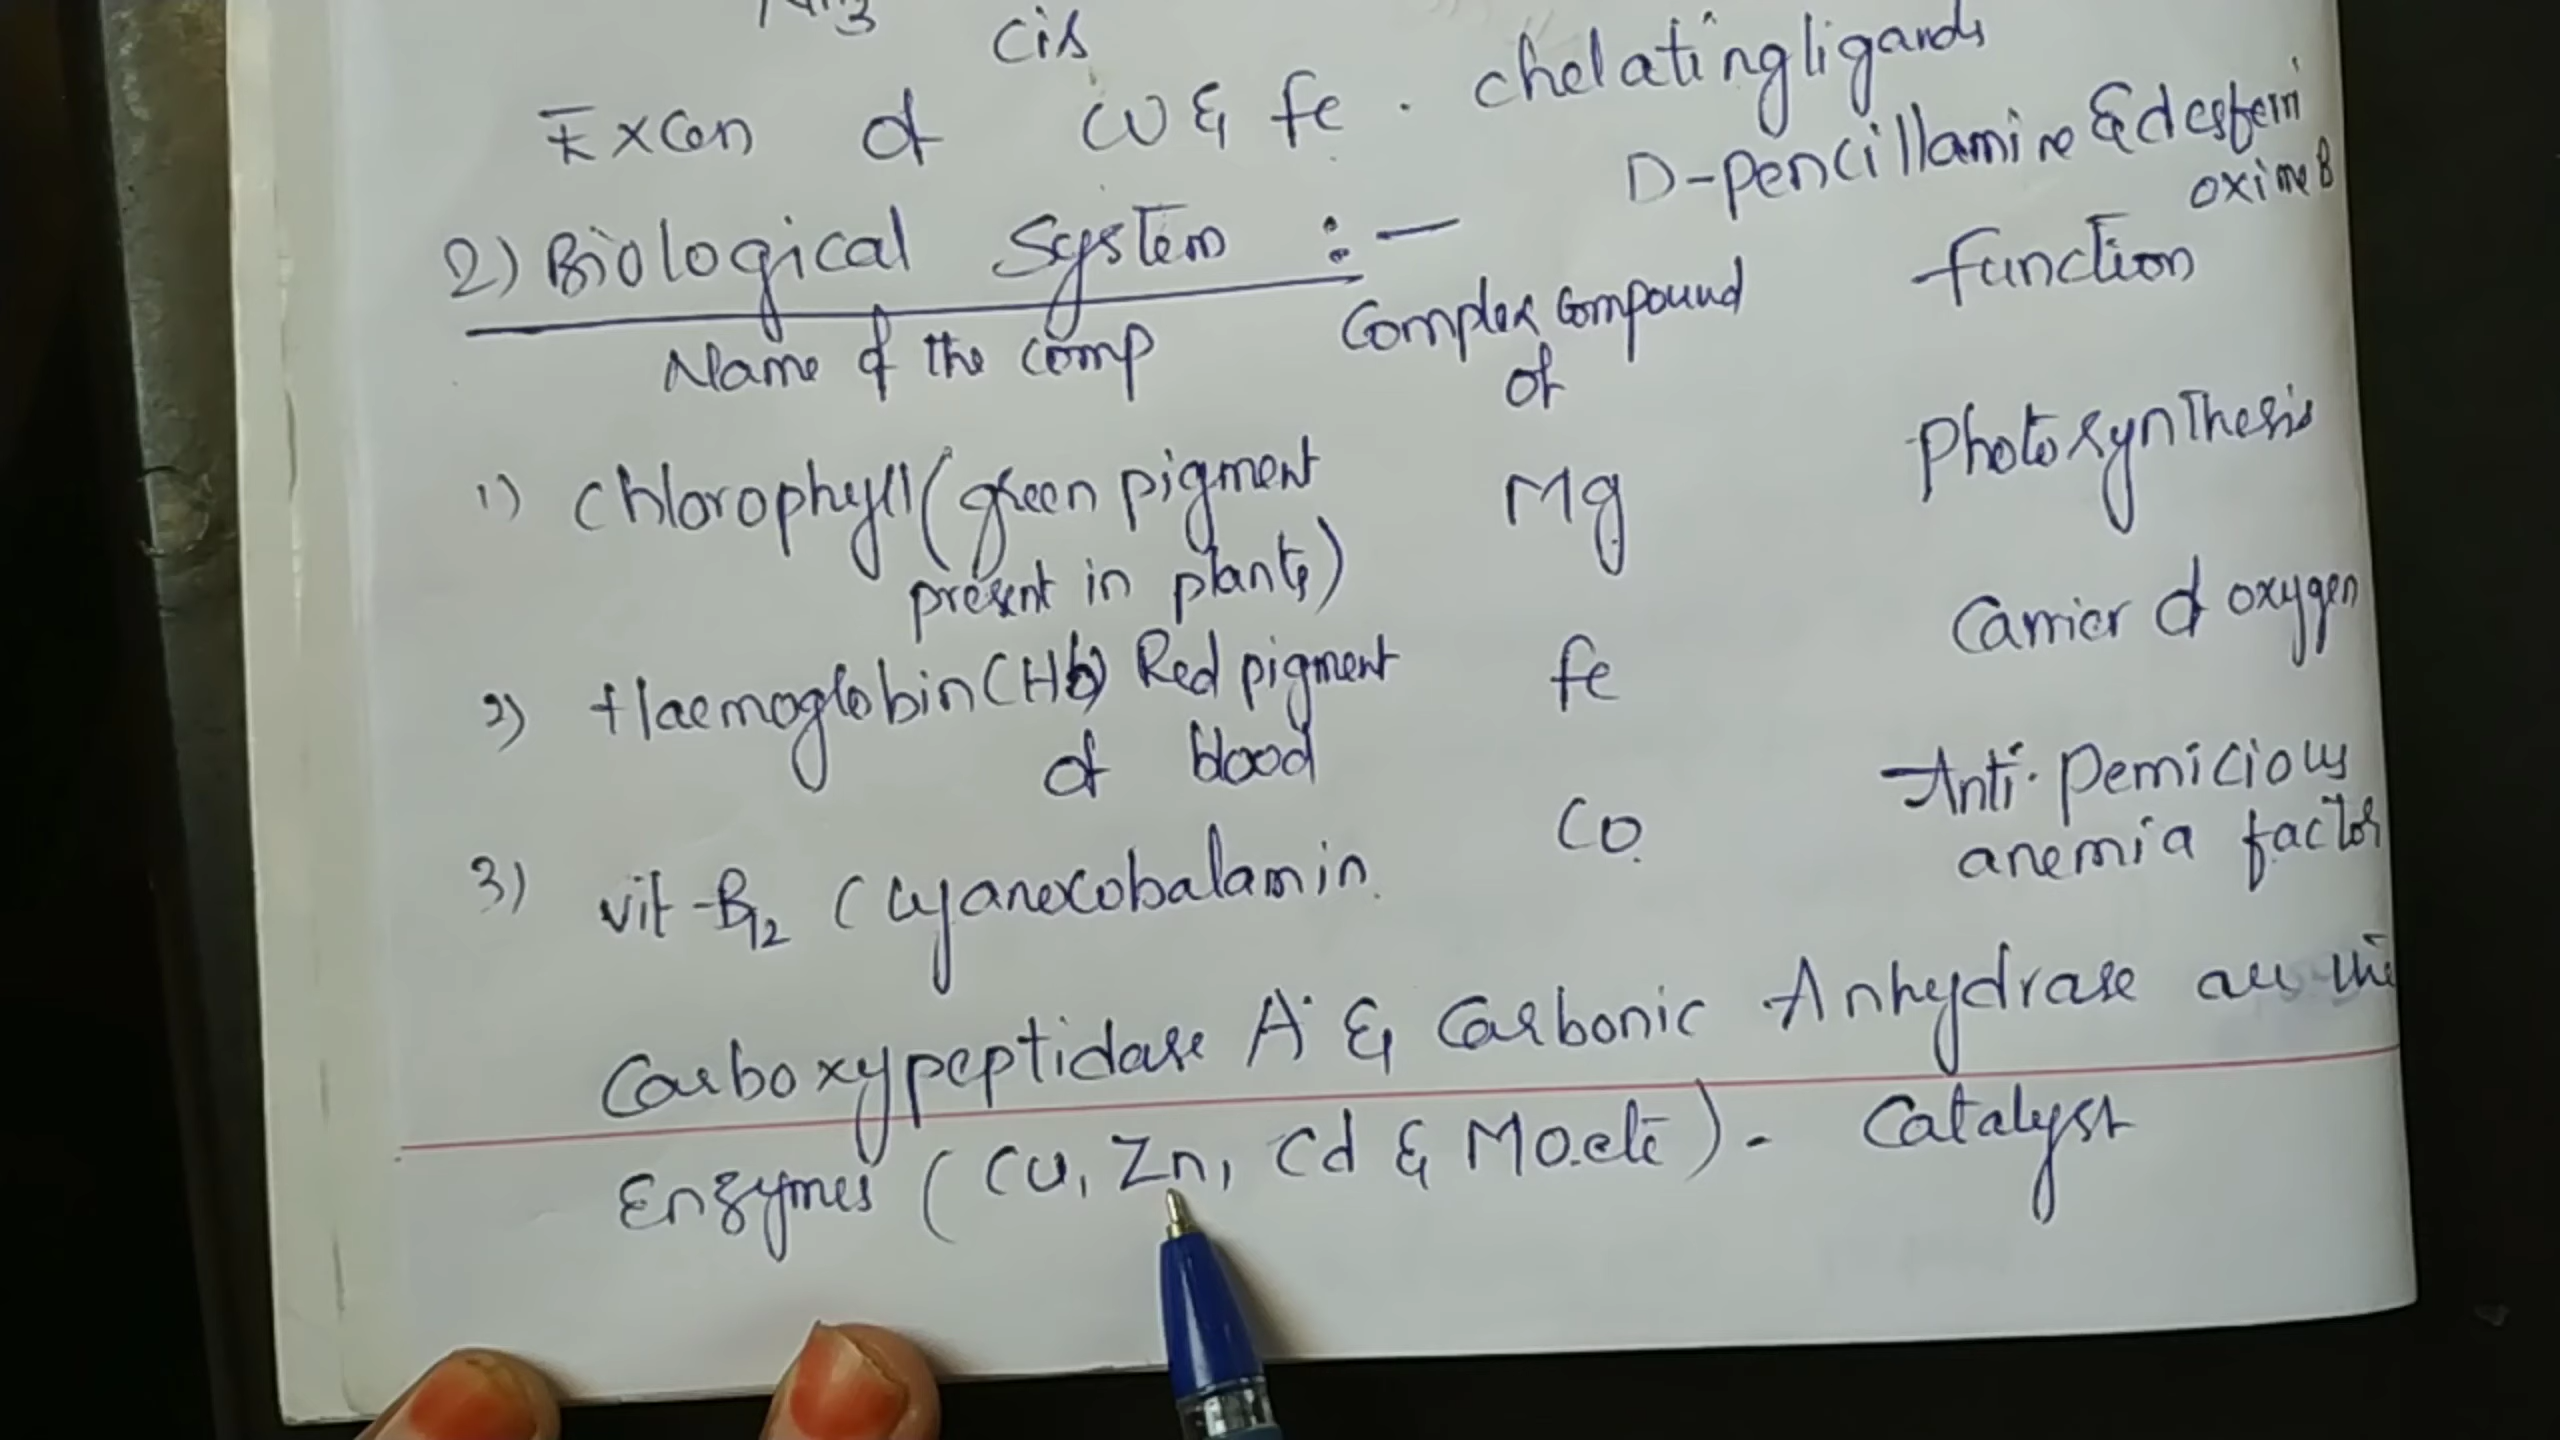 cis
Excen of cu & fe . chelating ligands
D-pencillamine & desferri
oxime B
2) Biological System :-
Name of the comp Complex compound of function
1) Chlorophyll (green pigment present in plants) Mg Photosynthesis
2) Haemoglobin (Hb) Red pigment of blood fe Carrier of oxygen
3) vit-B12 (Cyanocobalamin. Co. Anti-pernicious anemia factor
Carboxypeptidase A & Carbonic Anhydrase are the
Enzymes (Cu, Zn, Cd & Mo.etc) - Catalyst